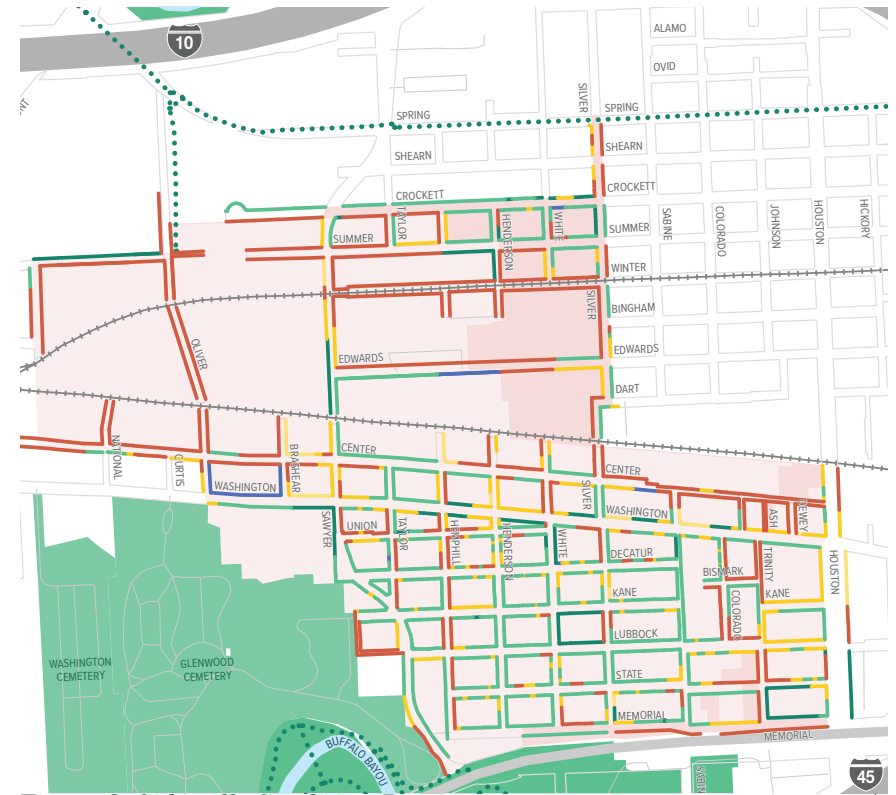 ALAMO
10
OVID
SILVER
SPRING
SPRING
SHEARN
SHEARN
CROCKETT
CROCKETT
TAYLOR
HENDERSON
WHITE
SABINE
COLORADO
JOHNSON
HOUSTON
HICKORY
SUMMER
SUMMER
WINTER
SILVER
BINGHAM
OLIVER
EDWARDS
EDWARDS
DART
NATIONAL
CURTIS
BRASHEAR
CENTER
CENTER
WASHINGTON
SILVER
WASHINGTON
ASH
DEWEY
SAWYER
UNION
TAYLOR
HEMPHILL
HENDERSON
WHITE
DECATUR
BISMARK
TRINITY
HOUSTON
KANE
COLORADO
KANE
LUBBOCK
WASHINGTON
CEMETERY
GLENWOOD
CEMETERY
STATE
MEMORIAL
MEMORIAL
BUFFALO BAYOU
45